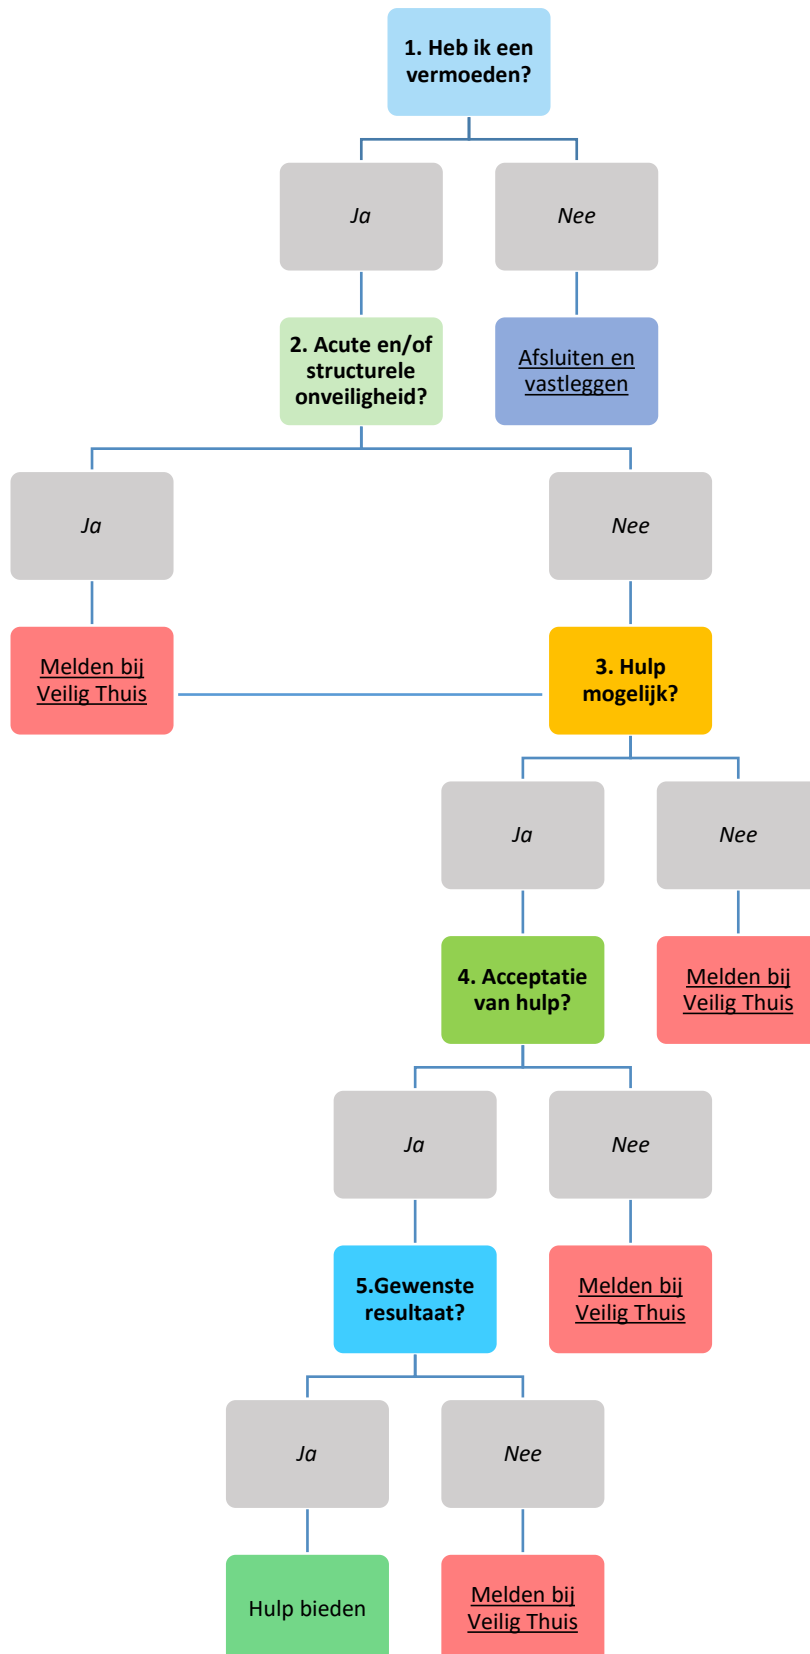 1. Heb ik een
vermoeden?
Ja
Nee
2. Acute en/of
structurele
onveiligheid?
Afsluiten en
vastleggen
Ja
Nee
Melden bij
Veilig Thuis
3. Hulp
mogelijk?
Ja
Nee
4. Acceptatie
van hulp?
Melden bij
Veilig Thuis
Ja
Nee
5.Gewenste
resultaat?
Melden bij
Veilig Thuis
Ja
Nee
Hulp bieden
Melden bij
Veilig Thuis